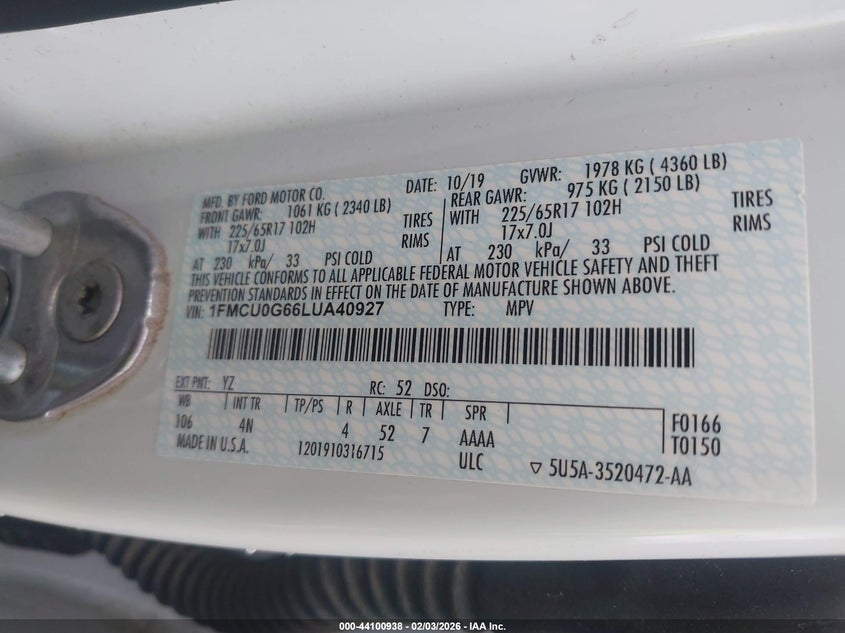 MFD. BY FORD MOTOR CO. DATE: 10/19 GVWR: 1978 KG ( 4360 LB)
FRONT GAWR: 1061 KG ( 2340 LB) REAR GAWR: 975 KG ( 2150 LB)
WITH 225/65R17 102H TIRES WITH 225/65R17 102H TIRES
17x7.0J RIMS 17x7.0J RIMS
AT 230 kPa/ 33 PSI COLD AT 230 kPa/ 33 PSI COLD
THIS VEHICLE CONFORMS TO ALL APPLICABLE FEDERAL MOTOR VEHICLE SAFETY AND THEFT
PREVENTION STANDARDS IN EFFECT ON THE DATE OF MANUFACTURE SHOWN ABOVE.
VIN: 1FMCU0G66LUA40927 TYPE: MPV
EXT PNT: YZ RC: 52 DSO:
WB INT TR TP/PS R AXLE TR SPR
106 4N 4 52 7 AAAA F0166
MADE IN U.S.A. 1201910316715 ULC T0150
▽ 5U5A-3520472-AA
000-44100938 - 02/03/2026 - IAA Inc.